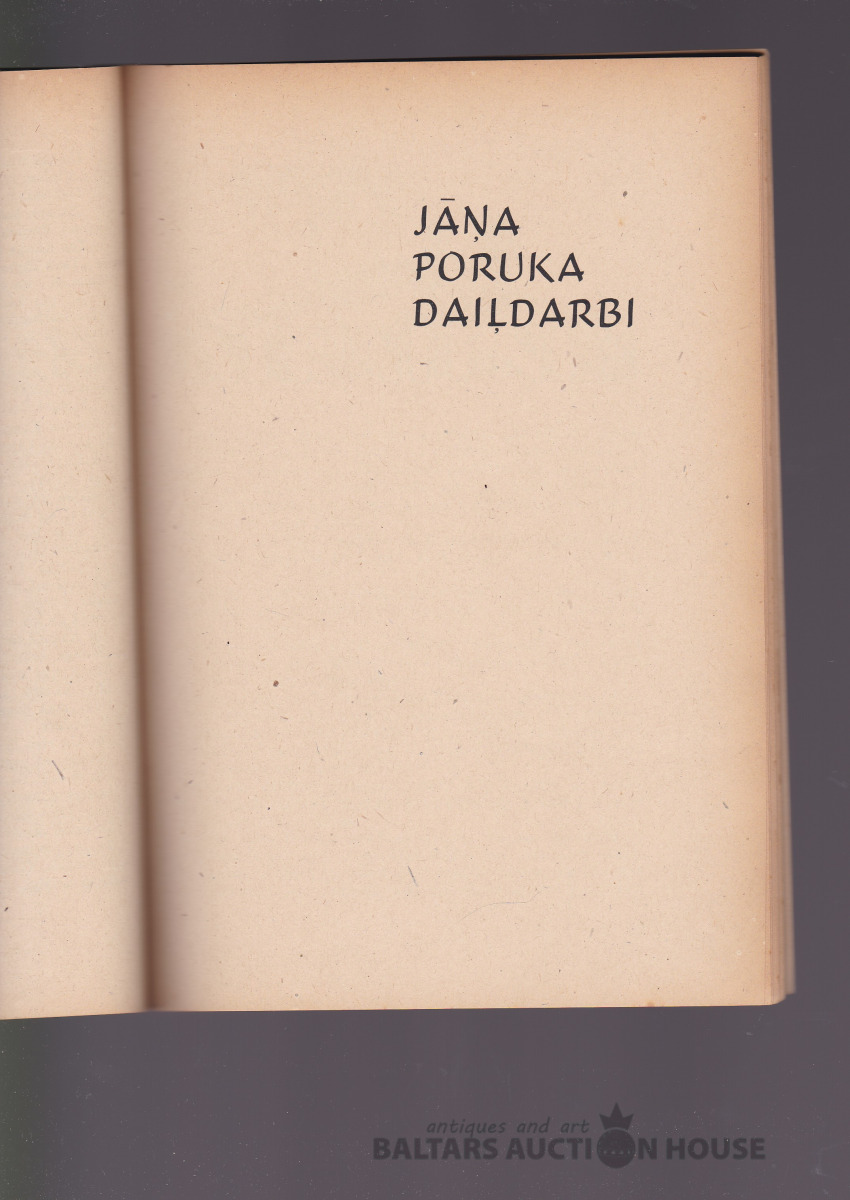 JĀŅA
PORUKA
DAIĻDARBI
antiques and art
BALTARS AUCTION HOUSE